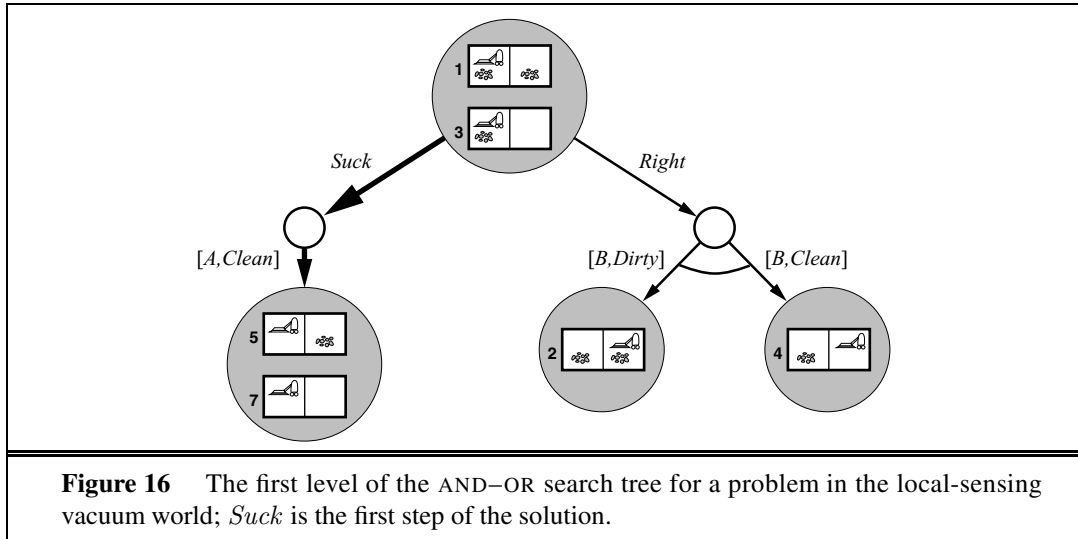 1
3
Suck
Right
[A,Clean]
[B,Dirty]
[B,Clean]
5
2
4
7
Figure 16 The first level of the AND–OR search tree for a problem in the local-sensing
vacuum world; Suck is the first step of the solution.